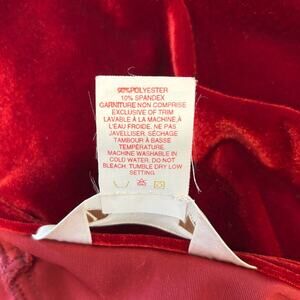 90% POLYESTER
10% SPANDEX
GARNITURE NON COMPRISE
EXCLUSIVE OF TRIM
LAVABLE À LA MACHINE, À
L'EAU FROIDE. NE PAS
JAVELLISER, SÉCHAGE
TAMBOUR À BASSE
TEMPÉRATURE.
MACHINE WASHABLE IN
COLD WATER, DO NOT
BLEACH, TUMBLE DRY LOW
SETTING